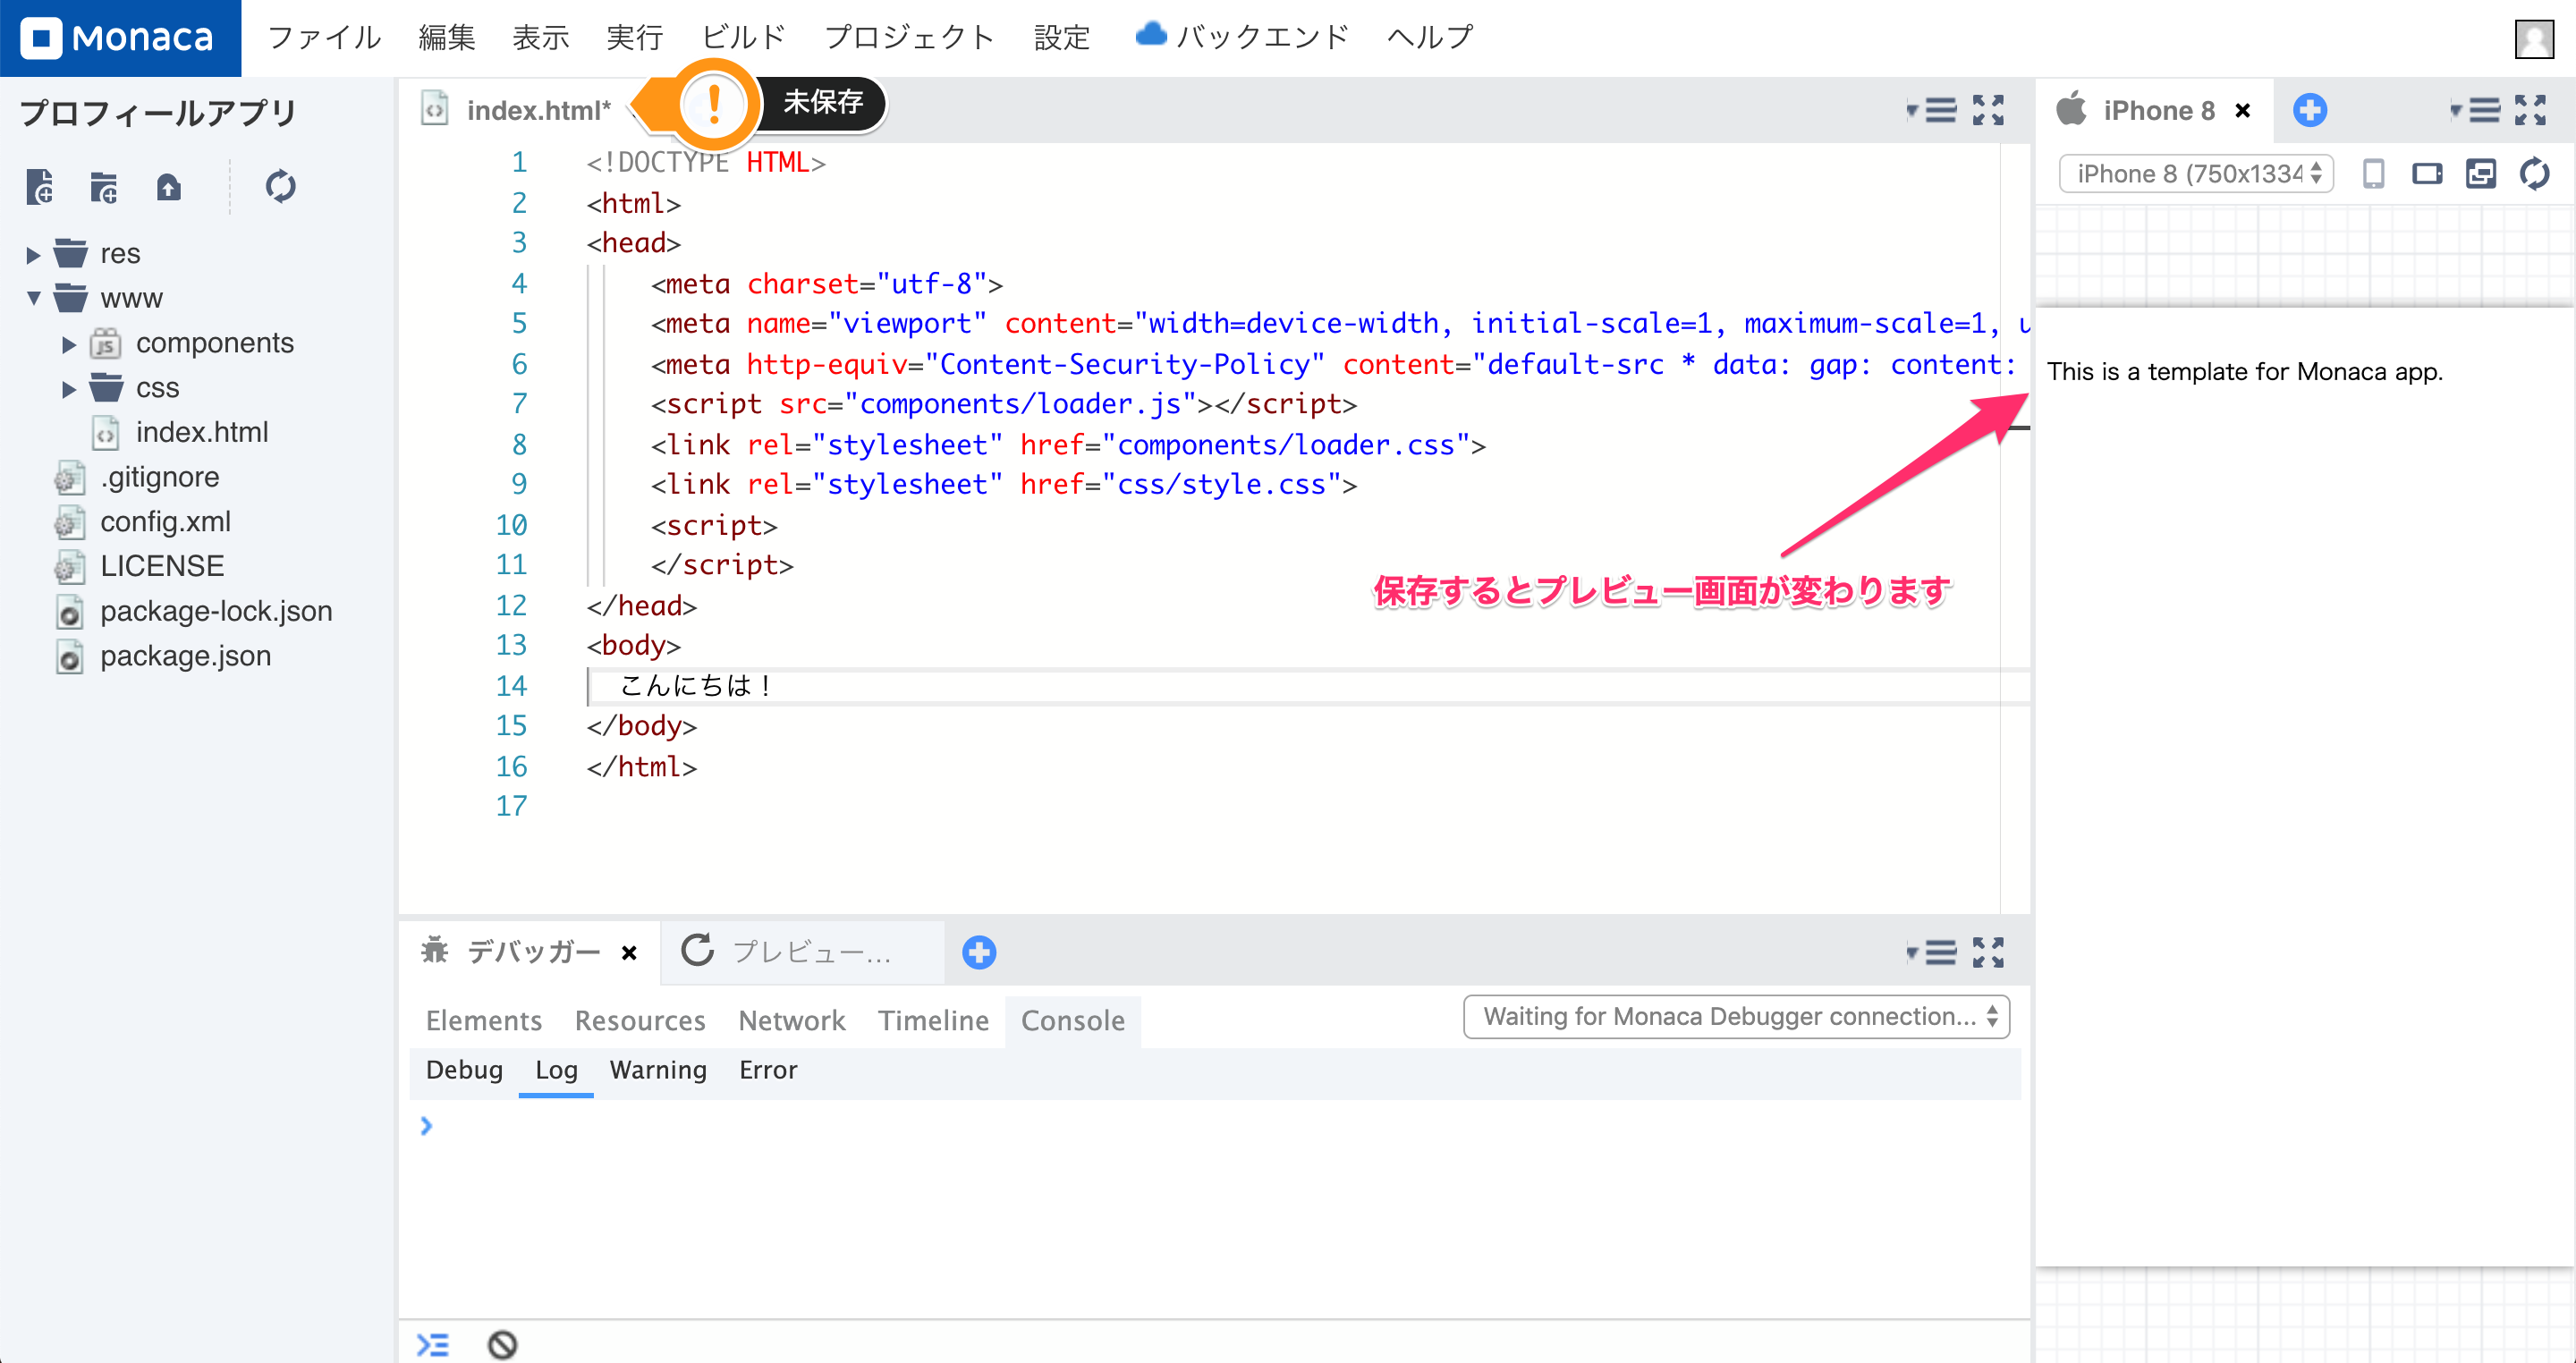 Monaca ファイル 編集 表示 実行 ビルド プロジェクト 設定 バックエンド ヘルプ
プロフィールアプリ
res
www
components
css
index.html
.gitignore
config.xml
LICENSE
package-lock.json
package.json
index.html*
未保存
1 <!DOCTYPE HTML>
2 <html>
3 <head>
4 <meta charset="utf-8">
5 <meta name="viewport" content="width=device-width, initial-scale=1, maximum-scale=1, u
6 <meta http-equiv="Content-Security-Policy" content="default-src * data: gap: content:
7 <script src="components/loader.js"></script>
8 <link rel="stylesheet" href="components/loader.css">
9 <link rel="stylesheet" href="css/style.css">
10 <script>
11 </script>
12 </head>
13 <body>
14 こんにちは！
15 </body>
16 </html>
17
保存するとプレビュー画面が変わります
デバッガー プレビュー...
Elements Resources Network Timeline Console
Waiting for Monaca Debugger connection...
Debug Log Warning Error
iPhone 8
iPhone 8 (750x1334
This is a template for Monaca app.